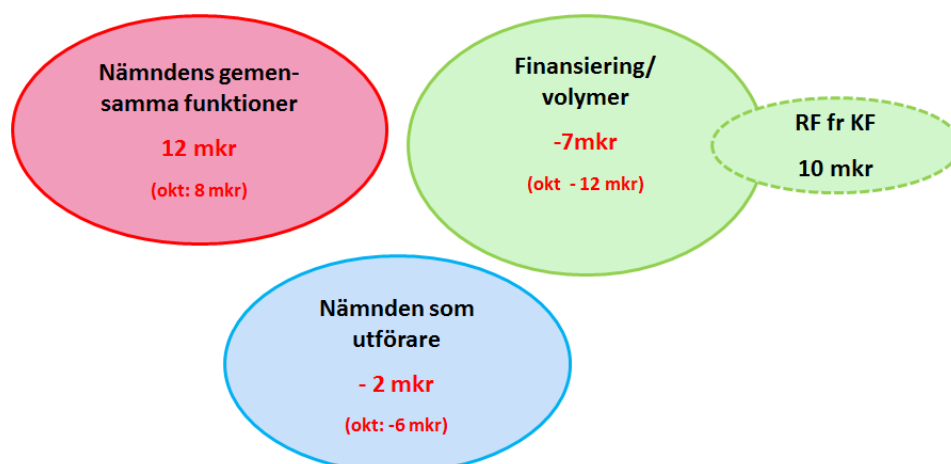 Nämndens gemen-
samma funktioner
12 mkr
(okt: 8 mkr)
Finansiering/
volymer
-7mkr
(okt - 12 mkr)
RF fr KF
10 mkr
Nämnden som
utförare
- 2 mkr
(okt: -6 mkr)